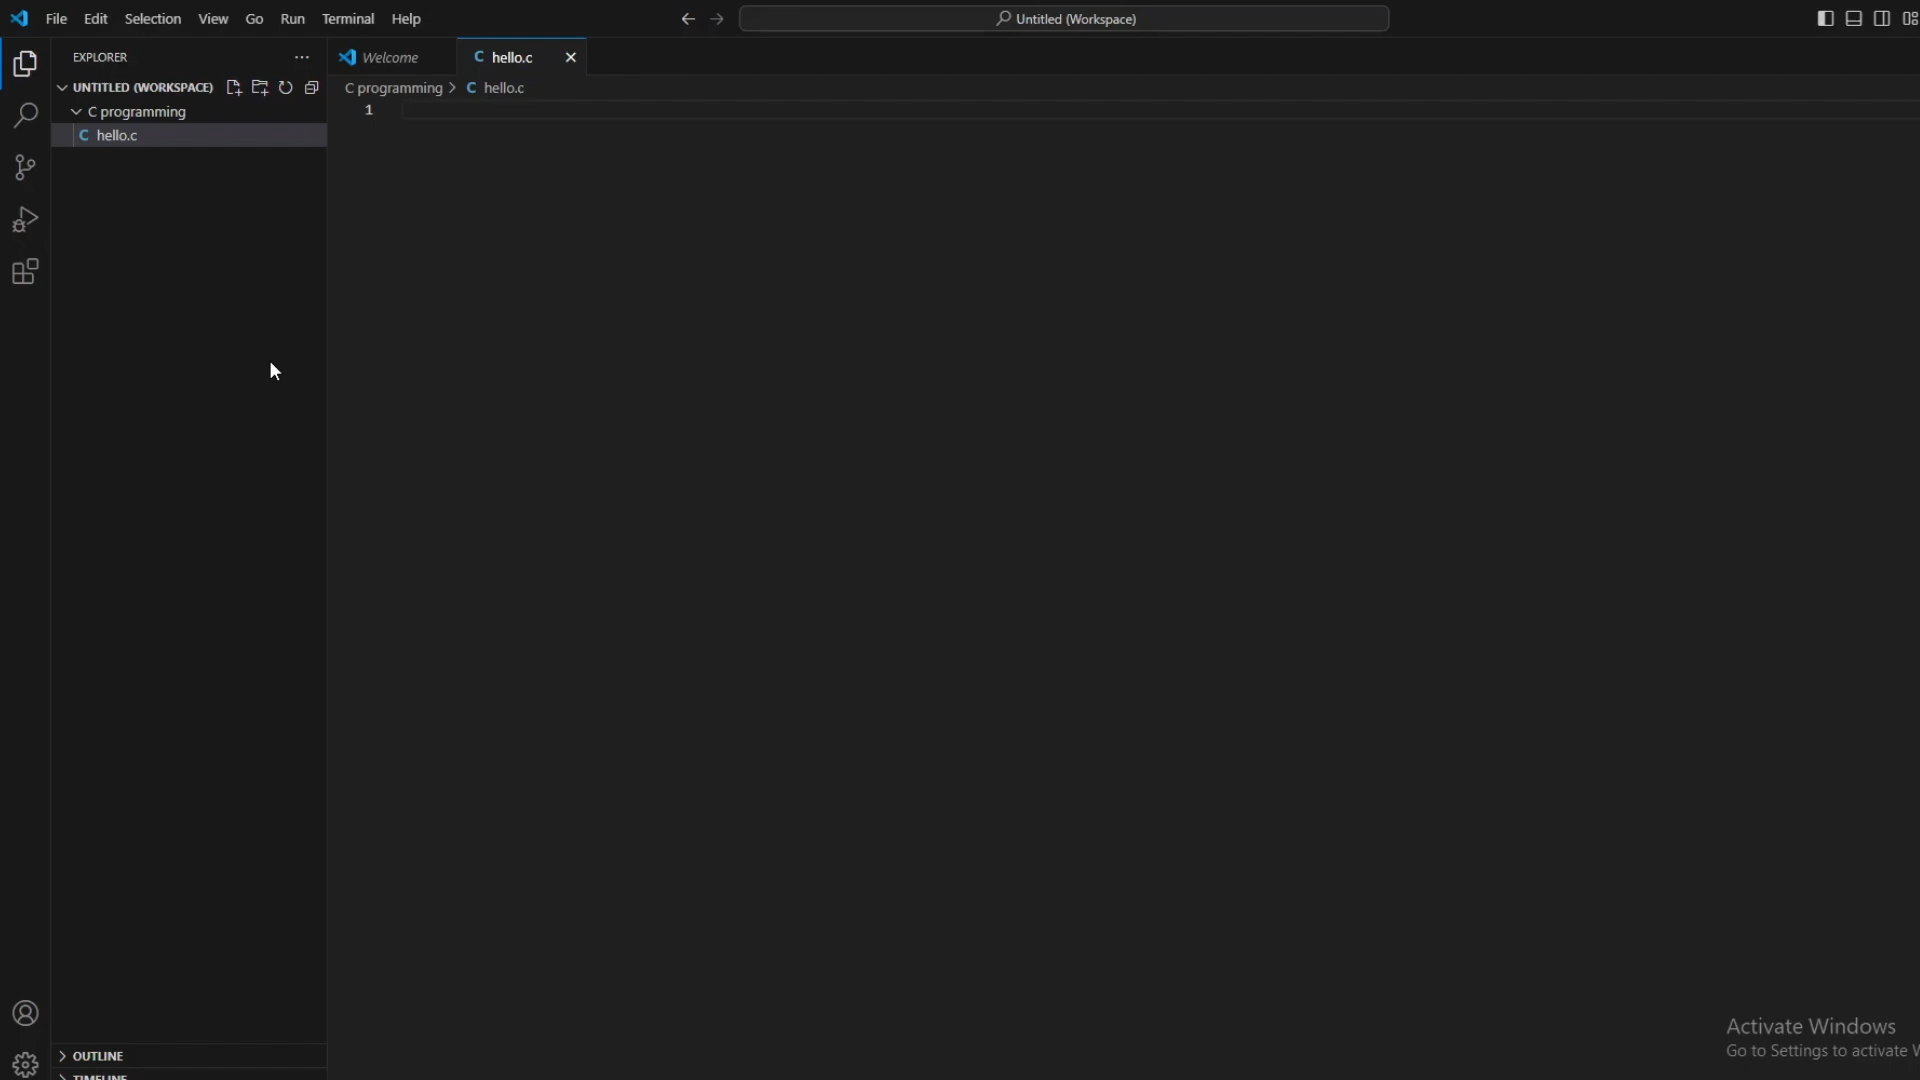 File Edit Selection View Go Run Terminal Help
Untitled (Workspace)
EXPLORER
Welcome
C hello.c
UNTITLED (WORKSPACE)
C programming
C hello.c
C programming > C hello.c
1
OUTLINE
TIMELINE
Activate Windows
Go to Settings to activate W